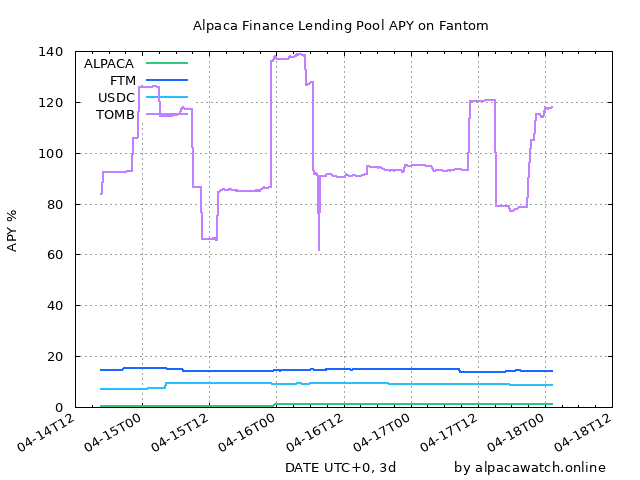 Alpaca Finance Lending Pool APY on Fantom
APY %
140
120
100
80
60
40
20
0
ALPACA
FTM
USDC
TOMB
04-14T12
04-15T00
04-15T12
04-16T00
04-16T12
04-17T00
04-17T12
04-18T00
04-18T12
DATE UTC+0, 3d
by alpacawatch.online